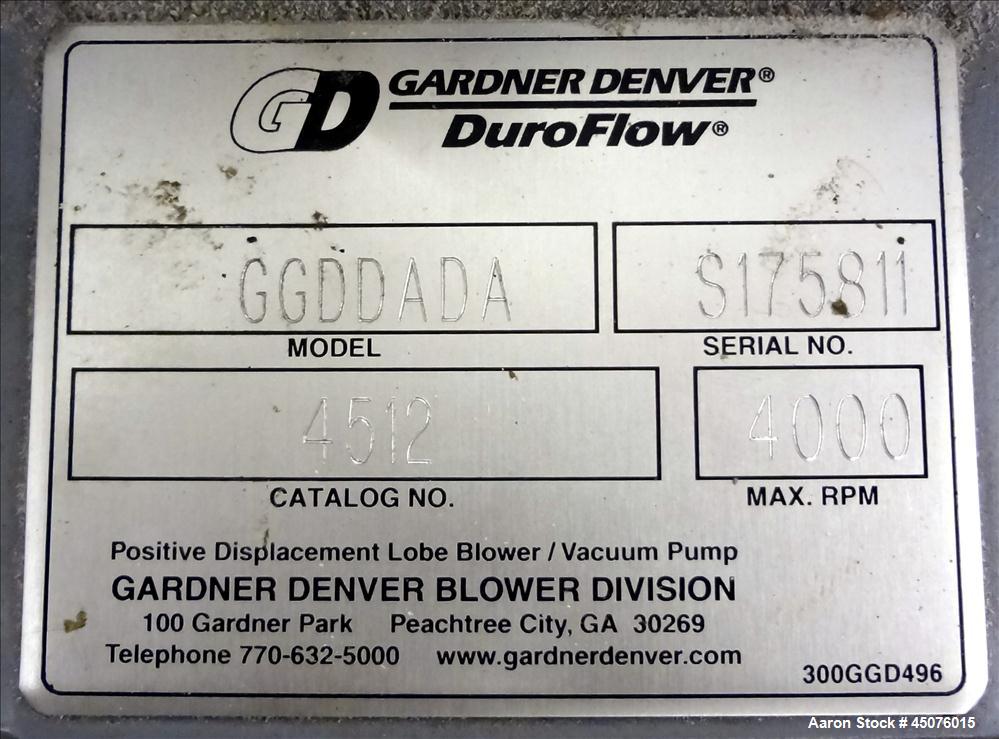 GD GARDNER DENVER®
DuroFlow®
GGDDADA S175811
MODEL SERIAL NO.
4512 4000
CATALOG NO. MAX. RPM
Positive Displacement Lobe Blower / Vacuum Pump
GARDNER DENVER BLOWER DIVISION
100 Gardner Park Peachtree City, GA 30269
Telephone 770-632-5000 www.gardnerdenver.com
300GGD496
Aaron Stock # 45076015